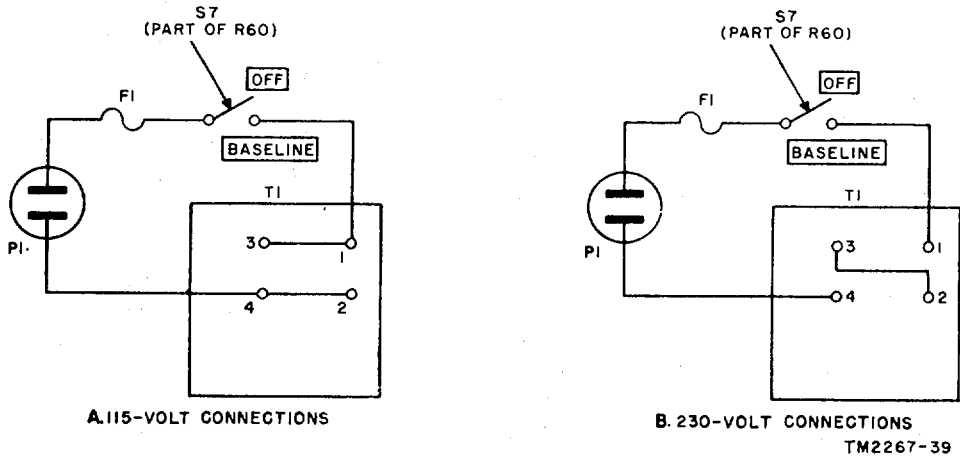 S7
(PART OF R60)
OFF
F1
BASELINE
T1
P1.
3
1
4
2
A.115-VOLT CONNECTIONS
S7
(PART OF R60)
OFF
F1
BASELINE
T1
P1
3
1
4
2
B. 230-VOLT CONNECTIONS
TM2267-39